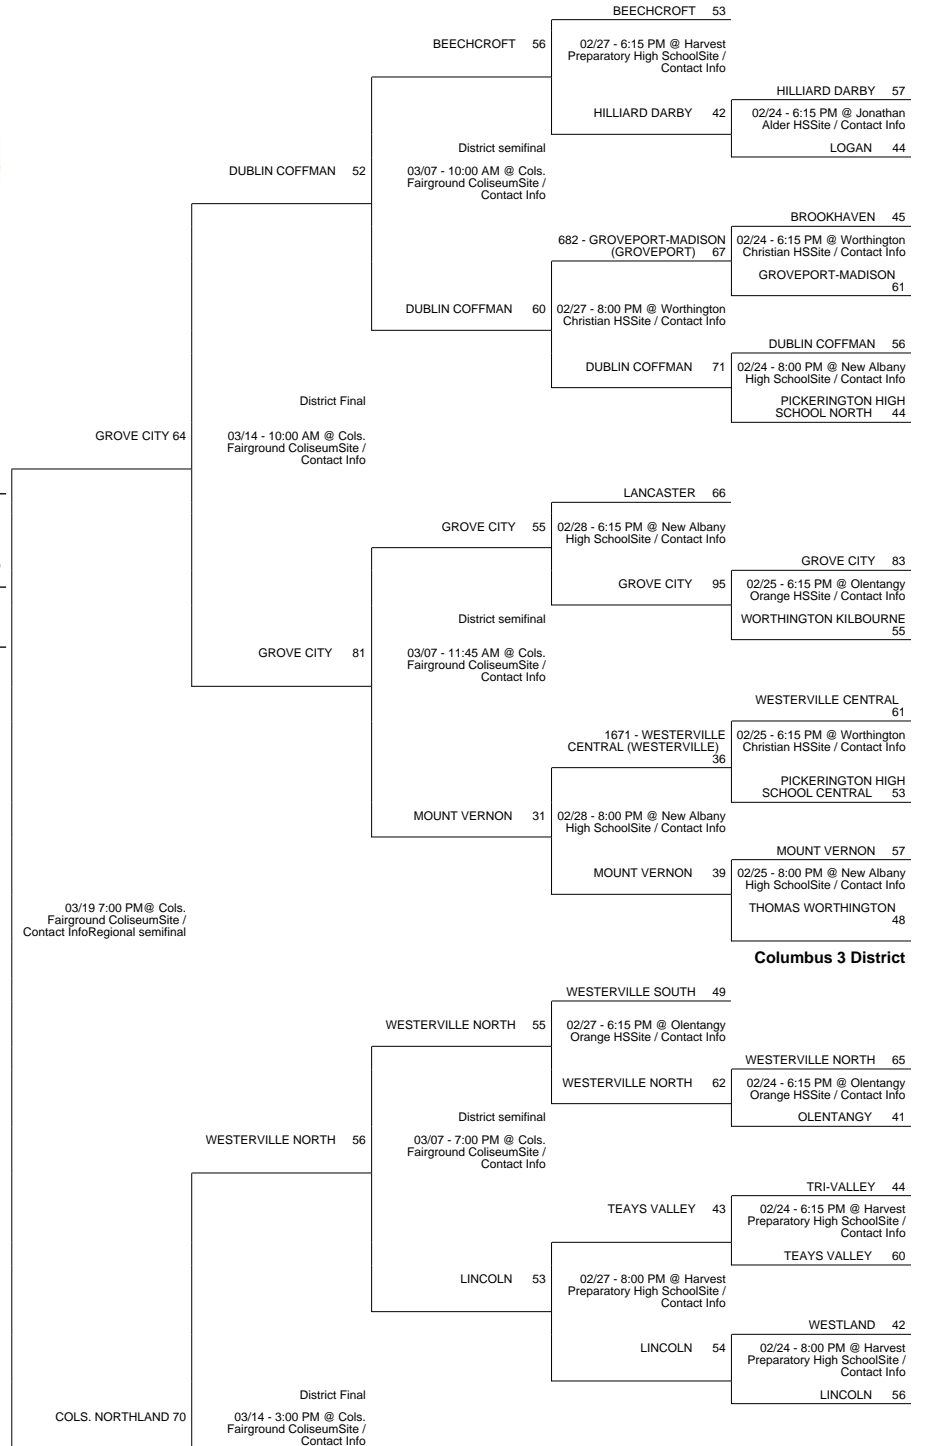 BEECHCROFT 53
BEECHCROFT 56
02/27 - 6:15 PM @ Harvest
Preparatory High SchoolSite /
Contact Info
HILLIARD DARBY 57
HILLIARD DARBY 42
02/24 - 6:15 PM @ Jonathan
Alder HSSite / Contact Info
LOGAN 44
District semifinal
DUBLIN COFFMAN 52
03/07 - 10:00 AM @ Cols.
Fairground ColiseumSite /
Contact Info
BROOKHAVEN 45
682 - GROVEPORT-MADISON
(GROVEPORT) 67
02/24 - 6:15 PM @ Worthington
Christian HSSite / Contact Info
GROVEPORT-MADISON
61
DUBLIN COFFMAN 60
02/27 - 8:00 PM @ Worthington
Christian HSSite / Contact Info
DUBLIN COFFMAN 56
DUBLIN COFFMAN 71
02/24 - 8:00 PM @ New Albany
High SchoolSite / Contact Info
PICKERINGTON HIGH
SCHOOL NORTH 44
District Final
GROVE CITY 64
03/14 - 10:00 AM @ Cols.
Fairground ColiseumSite /
Contact Info
LANCASTER 66
GROVE CITY 55
02/28 - 6:15 PM @ New Albany
High SchoolSite / Contact Info
GROVE CITY 83
GROVE CITY 95
02/25 - 6:15 PM @ Olentangy
Orange HSSite / Contact Info
WORTHINGTON KILBOURNE
55
District semifinal
GROVE CITY 81
03/07 - 11:45 AM @ Cols.
Fairground ColiseumSite /
Contact Info
WESTERVILLE CENTRAL
61
1671 - WESTERVILLE
CENTRAL (WESTERVILLE)
36
02/25 - 6:15 PM @ Worthington
Christian HSSite / Contact Info
PICKERINGTON HIGH
SCHOOL CENTRAL 53
MOUNT VERNON 31
02/28 - 8:00 PM @ New Albany
High SchoolSite / Contact Info
MOUNT VERNON 57
MOUNT VERNON 39
02/25 - 8:00 PM @ New Albany
High SchoolSite / Contact Info
THOMAS WORTHINGTON
48
03/19 7:00 PM@ Cols.
Fairground ColiseumSite /
Contact InfoRegional semifinal
Columbus 3 District
WESTERVILLE SOUTH 49
WESTERVILLE NORTH 55
02/27 - 6:15 PM @ Olentangy
Orange HSSite / Contact Info
WESTERVILLE NORTH 65
WESTERVILLE NORTH 62
02/24 - 6:15 PM @ Olentangy
Orange HSSite / Contact Info
OLENTANGY 41
District semifinal
WESTERVILLE NORTH 56
03/07 - 7:00 PM @ Cols.
Fairground ColiseumSite /
Contact Info
TRI-VALLEY 44
TEAYS VALLEY 43
02/24 - 6:15 PM @ Harvest
Preparatory High SchoolSite /
Contact Info
TEAYS VALLEY 60
LINCOLN 53
02/27 - 8:00 PM @ Harvest
Preparatory High SchoolSite /
Contact Info
WESTLAND 42
LINCOLN 54
02/24 - 8:00 PM @ Harvest
Preparatory High SchoolSite /
Contact Info
LINCOLN 56
District Final
COLS. NORTHLAND 70
03/14 - 3:00 PM @ Cols.
Fairground ColiseumSite /
Contact Info